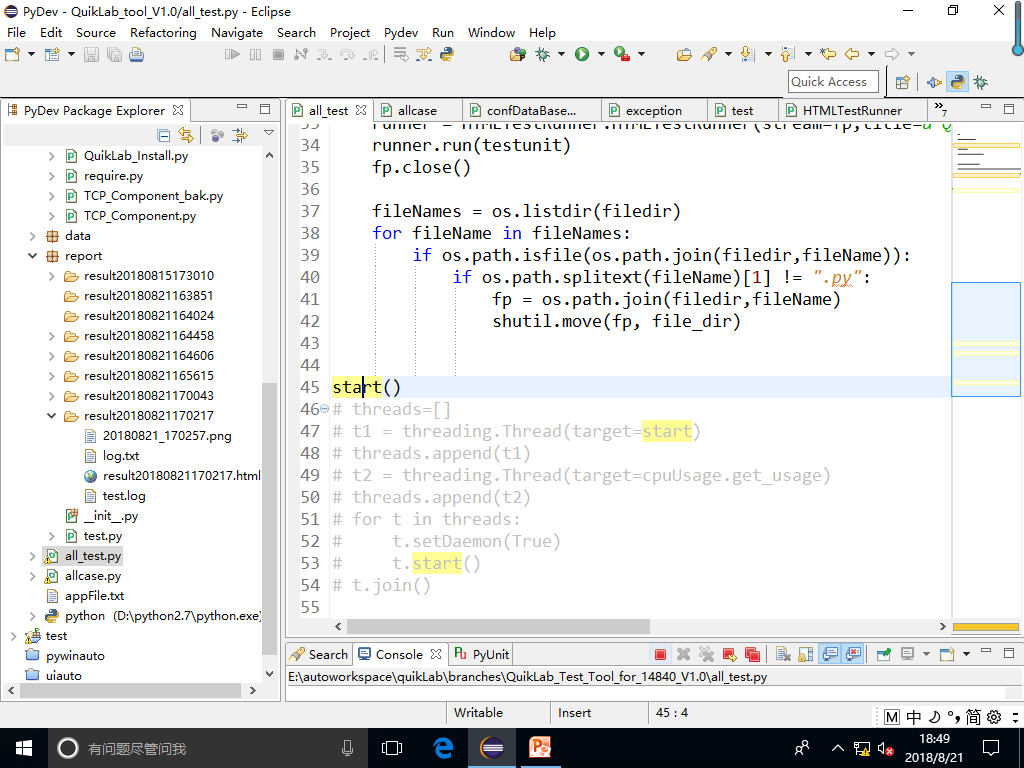 PyDev - QuikLab_tool_V1.0/all_test.py - Eclipse
File Edit Source Refactoring Navigate Search Project Pydev Run Window Help
Quick Access
PyDev Package Explorer
all_test allcase confDataBase... exception test HTMLTestRunner 7
QuikLab_Install.py
require.py
TCP_Component_bak.py
TCP_Component.py
data
report
result20180815173010
result20180821163851
result20180821164024
result20180821164458
result20180821164606
result20180821165615
result20180821170043
result20180821170217
20180821_170257.png
log.txt
result20180821170217.html
test.log
__init__.py
test.py
all_test.py
allcase.py
appFile.txt
python (D:\python2.7\python.exe)
test
pywinauto
uiauto
33 runner = HTMLTestRunner.HTMLTestRunner(stream=fp,title=u'Q
34 runner.run(testunit)
35 fp.close()
36
37 fileNames = os.listdir(filedir)
38 for fileName in fileNames:
39 if os.path.isfile(os.path.join(filedir,fileName)):
40 if os.path.splitext(fileName)[1] != ".py":
41 fp = os.path.join(filedir,fileName)
42 shutil.move(fp, file_dir)
43
44
45 start()
46 # threads=[]
47 # t1 = threading.Thread(target=start)
48 # threads.append(t1)
49 # t2 = threading.Thread(target=cpuUsage.get_usage)
50 # threads.append(t2)
51 # for t in threads:
52 # t.setDaemon(True)
53 # t.start()
54 # t.join()
55
Search Console PyUnit
E:\autoworkspace\quikLab\branches\QuikLab_Test_Tool_for_14840_V1.0\all_test.py
Writable Insert 45 : 4
M 中 简
有问题尽管问我
18:49
2018/8/21